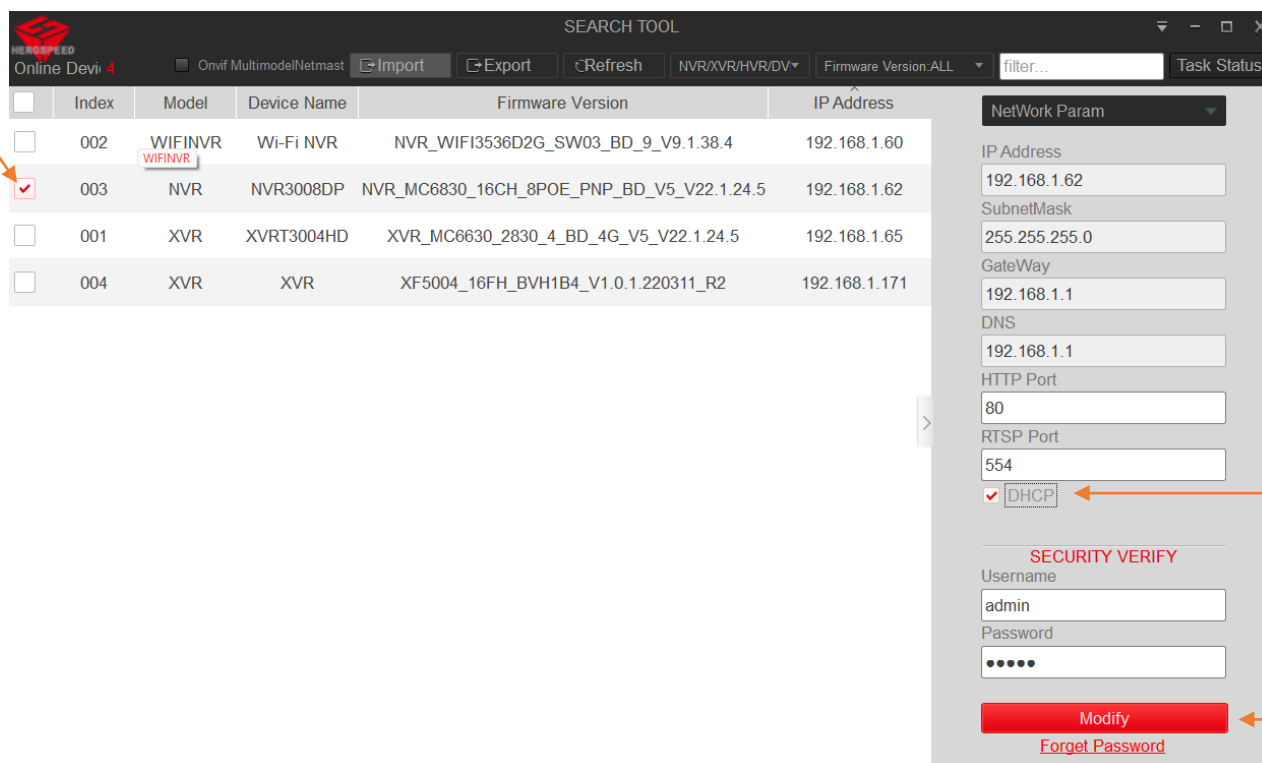 SEARCH TOOL
HEROSPEED
Online Devi 4 Onvif MultimodelNetmast Import Export Refresh NVR/XVR/HVR/DV Firmware Version:ALL filter... Task Status
Index Model Device Name Firmware Version IP Address
002 WIFINVR Wi-Fi NVR NVR_WIFI3536D2G_SW03_BD_9_V9.1.38.4 192.168.1.60
WIFINVR
003 NVR NVR3008DP NVR_MC6830_16CH_8POE_PNP_BD_V5_V22.1.24.5 192.168.1.62
001 XVR XVRT3004HD XVR_MC6630_2830_4_BD_4G_V5_V22.1.24.5 192.168.1.65
004 XVR XVR XF5004_16FH_BVH1B4_V1.0.1.220311_R2 192.168.1.171
NetWork Param
IP Address
192.168.1.62
SubnetMask
255.255.255.0
GateWay
192.168.1.1
DNS
192.168.1.1
HTTP Port
80
RTSP Port
554
DHCP
SECURITY VERIFY
Username
admin
Password
●●●●●
Modify
Forget Password